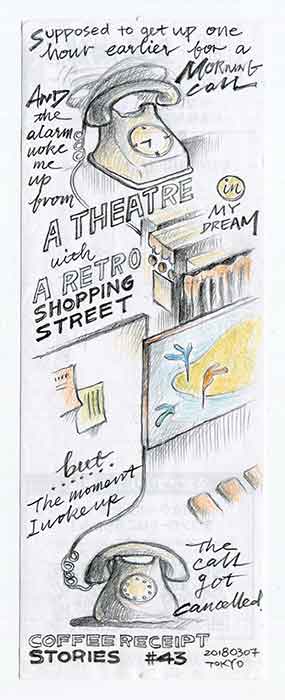 Supposed to get up one
hour earlier for a
MORNING
call
AND
the
alarm
woke
me
up
from
A THEATRE
in
MY
DREAM
with
A RETRO
SHOPPING
STREET
but
The moment
I woke up
The
call
got
cancelled!
COFFEE RECEIPT
STORIES #43
20180307
TOKYO